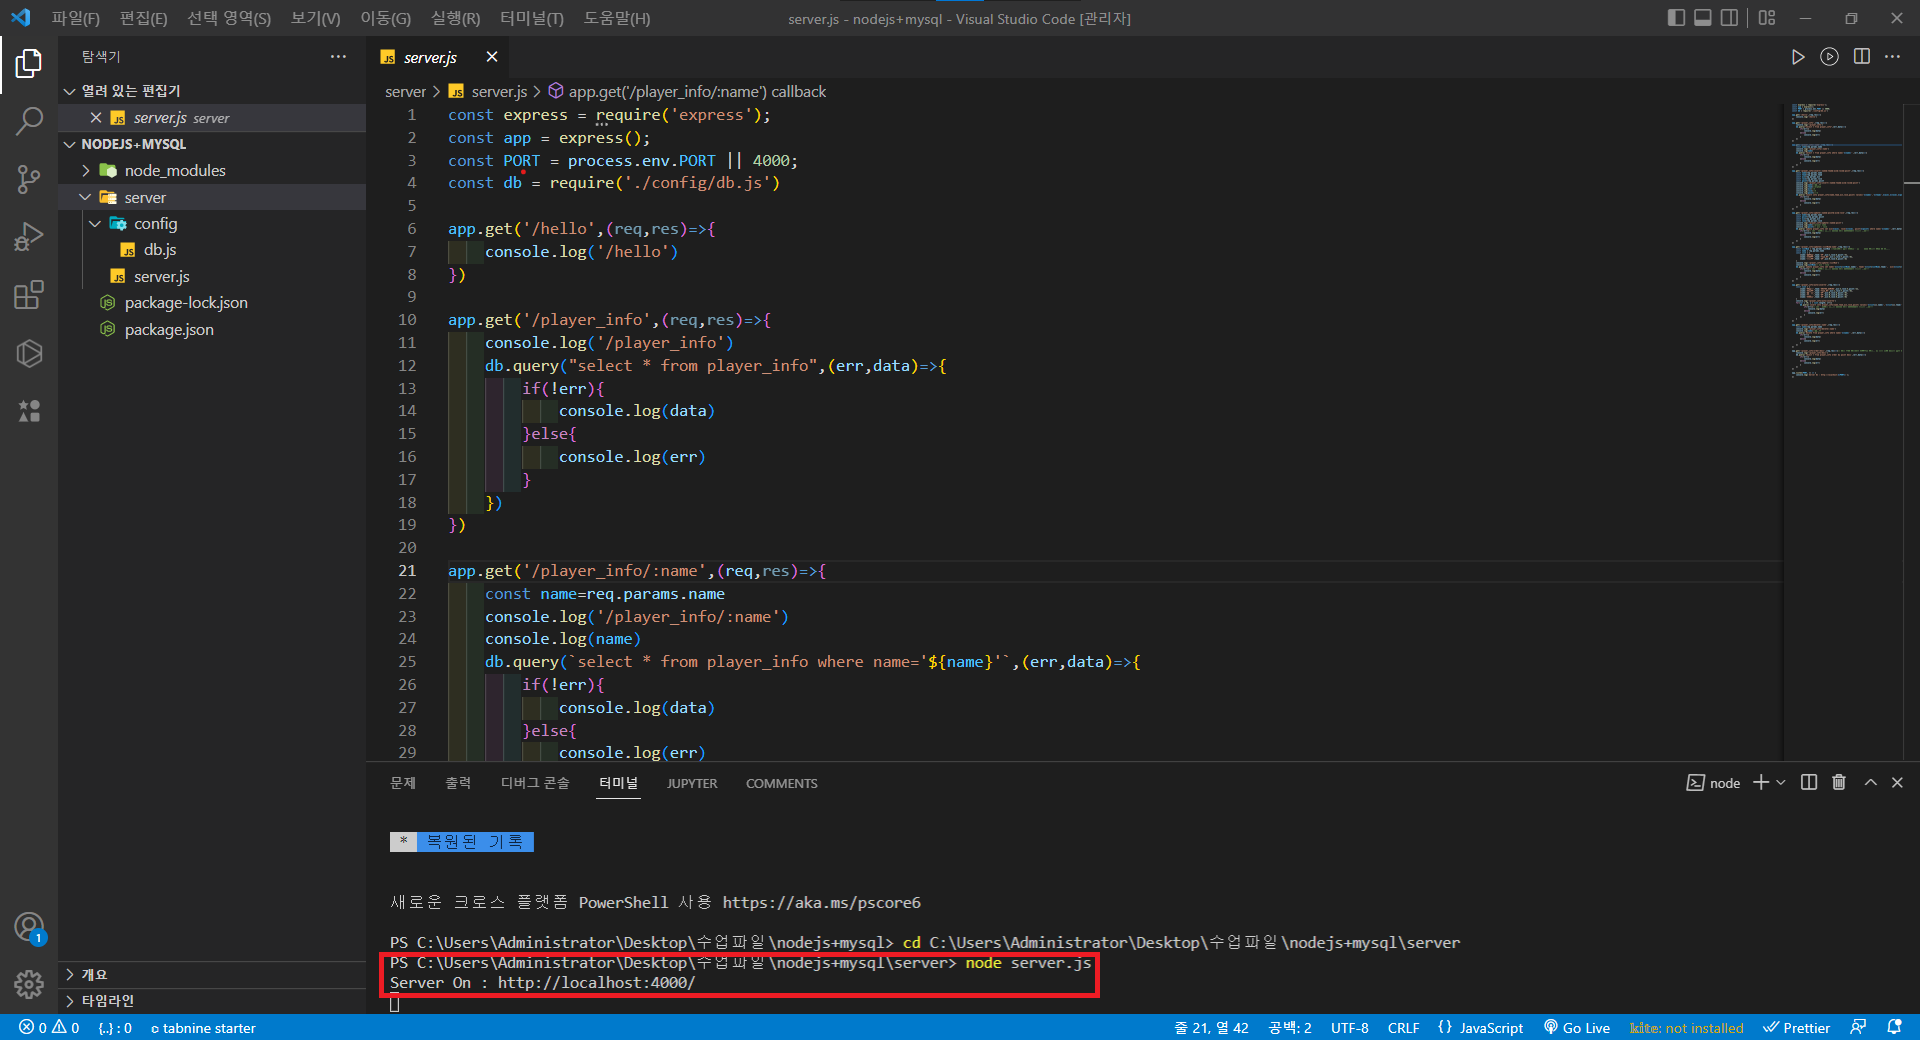 파일(F) 편집(E) 선택 영역(S) 보기(V) 이동(G) 실행(R) 터미널(T) 도움말(H)
server.js - nodejs+mysql - Visual Studio Code [관리자]
탐색기
열려 있는 편집기
server.js server
NODEJS+MYSQL
node_modules
server
config
db.js
server.js
package-lock.json
package.json
개요
타임라인
JS server.js
server > JS server.js > app.get('/player_info/:name') callback
1 const express = require('express');
2 const app = express();
3 const PORT = process.env.PORT || 4000;
4 const db = require('./config/db.js')
5
6 app.get('/hello',(req,res)=>{
7 console.log('/hello')
8 })
9
10 app.get('/player_info',(req,res)=>{
11 console.log('/player_info')
12 db.query("select * from player_info",(err,data)=>{
13 if(!err){
14 console.log(data)
15 }else{
16 console.log(err)
17 }
18 })
19 })
20
21 app.get('/player_info/:name',(req,res)=>{
22 const name=req.params.name
23 console.log('/player_info/:name')
24 console.log(name)
25 db.query(`select * from player_info where name='${name}'`,(err,data)=>{
26 if(!err){
27 console.log(data)
28 }else{
29 console.log(err)
문제 출력 디버그 콘솔 터미널 JUPYTER COMMENTS
node
* 복원된 기록
새로운 크로스 플랫폼 PowerShell 사용 https://aka.ms/pscore6
PS C:\Users\Administrator\Desktop\수업파일\nodejs+mysql> cd C:\Users\Administrator\Desktop\수업파일\nodejs+mysql\server
PS C:\Users\Administrator\Desktop\수업파일\nodejs+mysql\server> node server.js
Server On : http://localhost:4000/
1
0 0 {..} : 0 tabnine starter
줄 21, 열 42 공백: 2 UTF-8 CRLF {} JavaScript Go Live kite: not installed Prettier